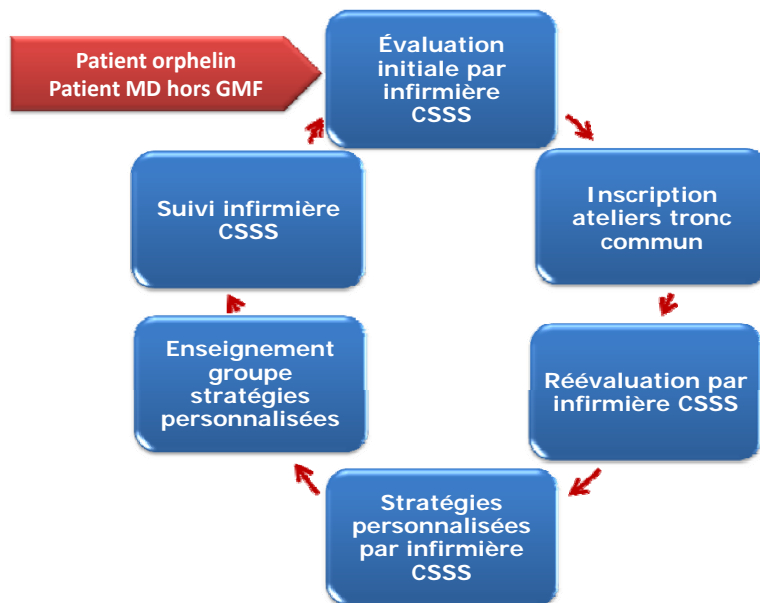 Patient orphelin
Patient MD hors GMF
Évaluation
initiale par
infirmière
CSSS
Inscription
ateliers tronc
commun
Réévaluation par
infirmière CSSS
Stratégies
personnalisées
par infirmière
CSSS
Enseignement
groupe
stratégies
personnalisées
Suivi infirmière
CSSS